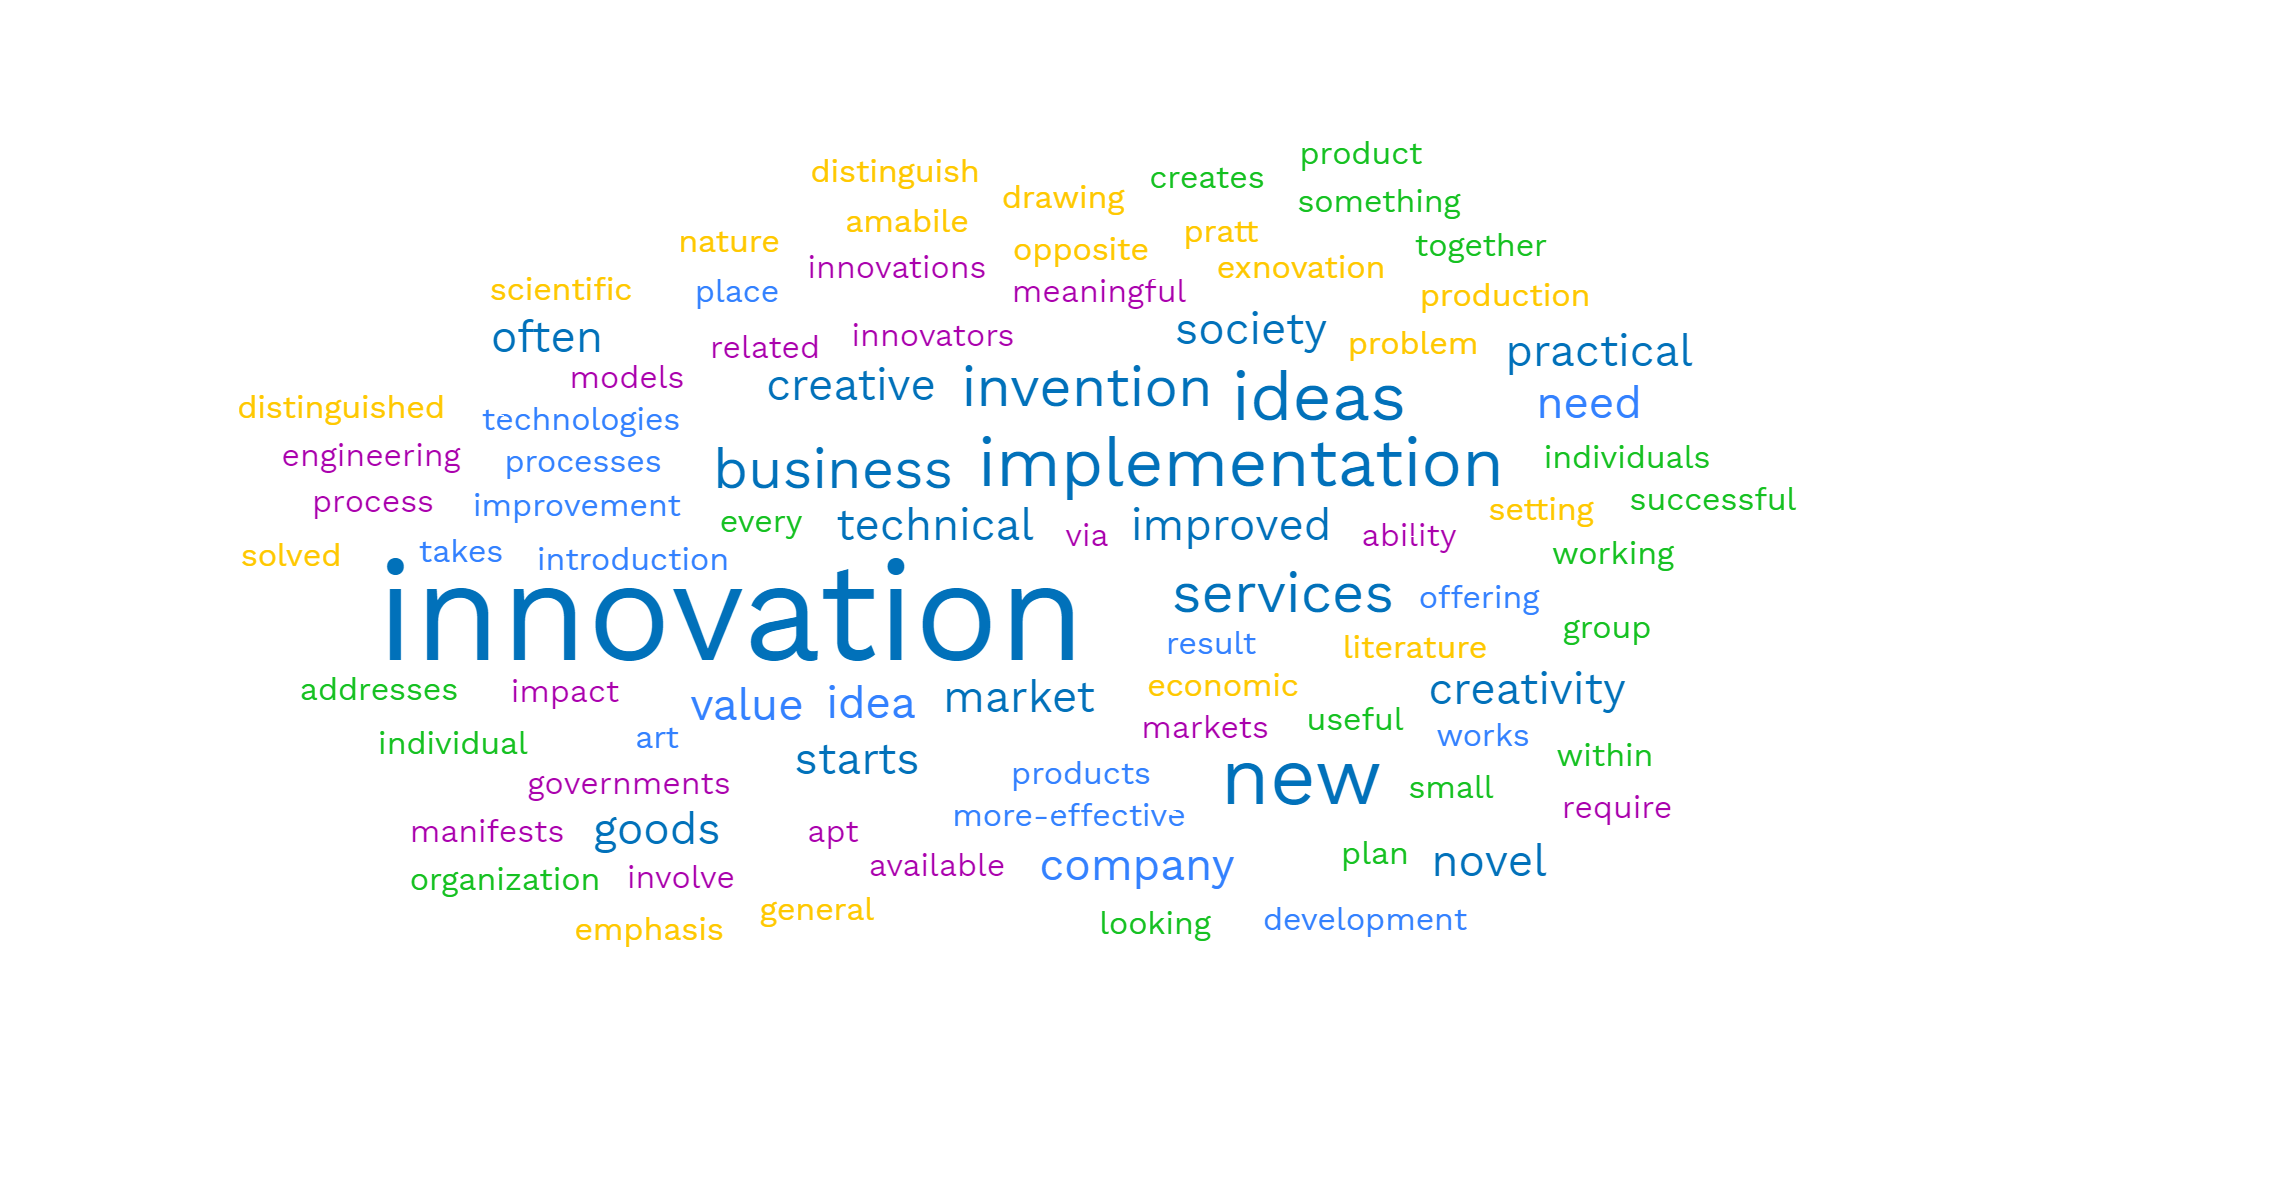 product
distinguish
creates
drawing
something
amabile
pratt
nature
opposite
together
innovations
exnovation
scientific
place
meaningful
production
often
related
innovators
society
problem
practical
models
creative
invention
ideas
need
distinguished
technologies
engineering
processes
business
implementation
individuals
process
improvement
every
technical
via
improved
ability
setting
successful
solved
takes
introduction
working
innovation
services
offering
group
result
literature
addresses
impact
value
idea
market
economic
creativity
individual
art
markets
useful
works
starts
within
governments
products
new
small
require
manifests
goods
apt
more-effective
organization
involve
available
company
plan
novel
emphasis
general
looking
development